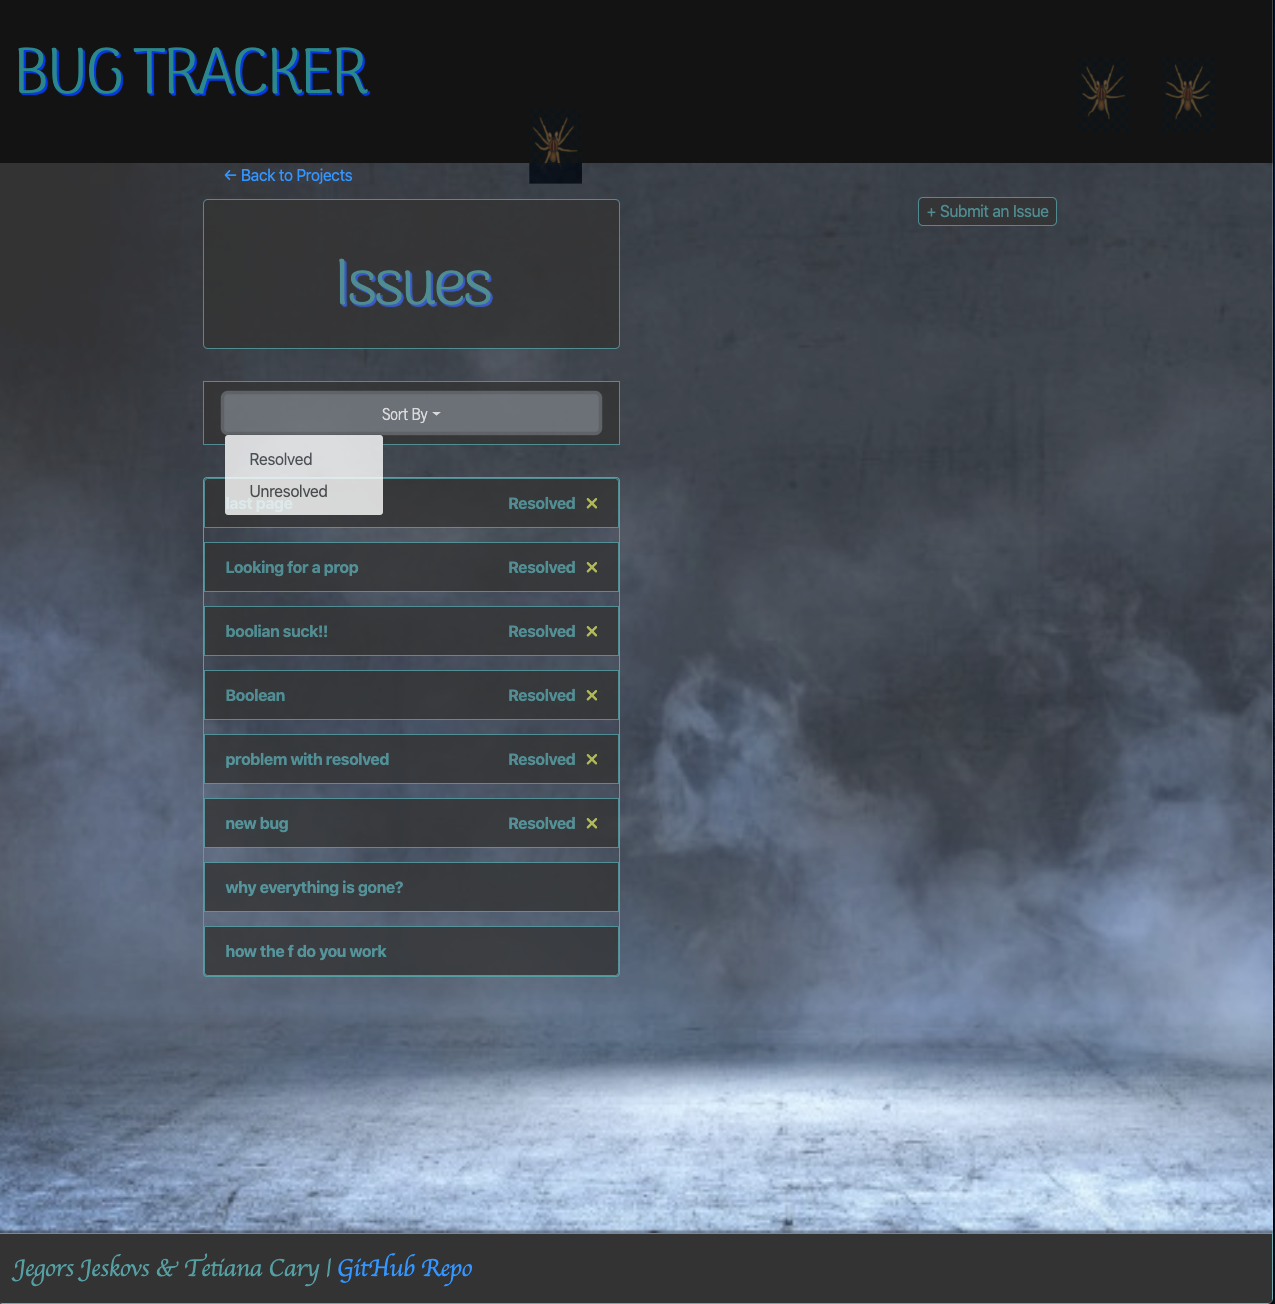 BUG TRACKER
← Back to Projects
+ Submit an Issue
Issues
Sort By
Resolved
Unresolved
last page Resolved ×
Looking for a prop Resolved ×
boolian suck!! Resolved ×
Boolean Resolved ×
problem with resolved Resolved ×
new bug Resolved ×
why everything is gone?
how the f do you work
Jegors Jeskovs & Tetiana Cary | GitHub Repo